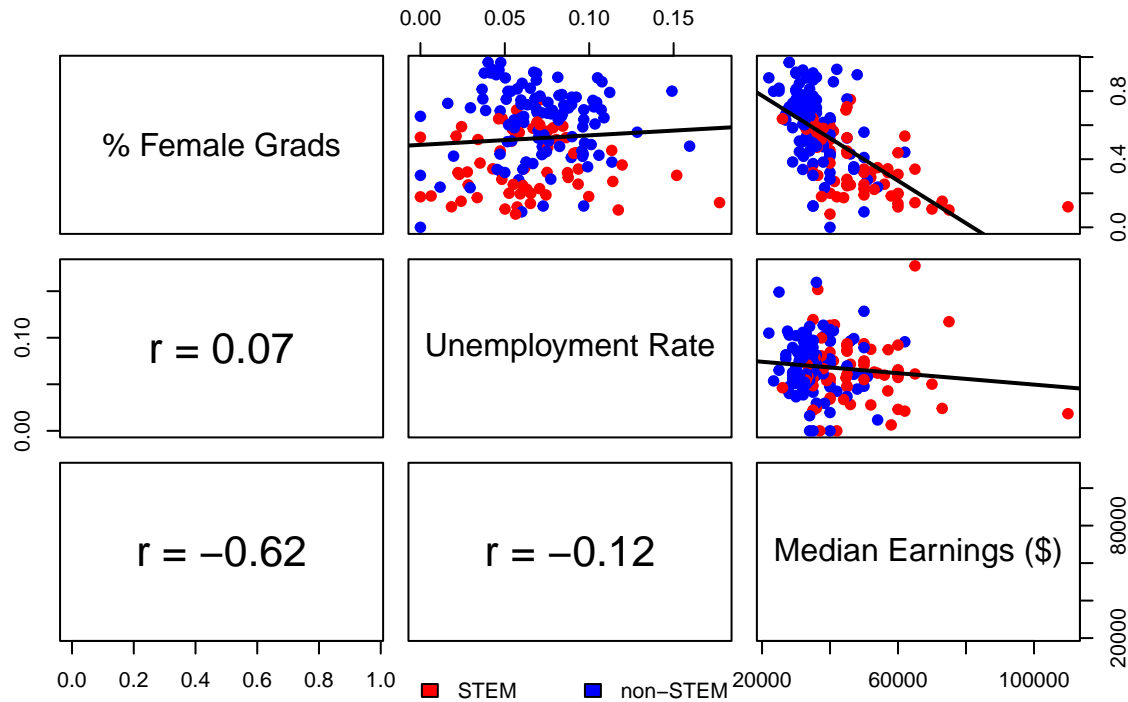 0.00 0.05 0.10 0.15
% Female Grads
0.0 0.4 0.8
r = 0.07
Unemployment Rate
0.00 0.10
r = −0.62
r = −0.12
Median Earnings ($)
20000 80000
0.0 0.2 0.4 0.6 0.8 1.0
20000 60000 100000
STEM non−STEM